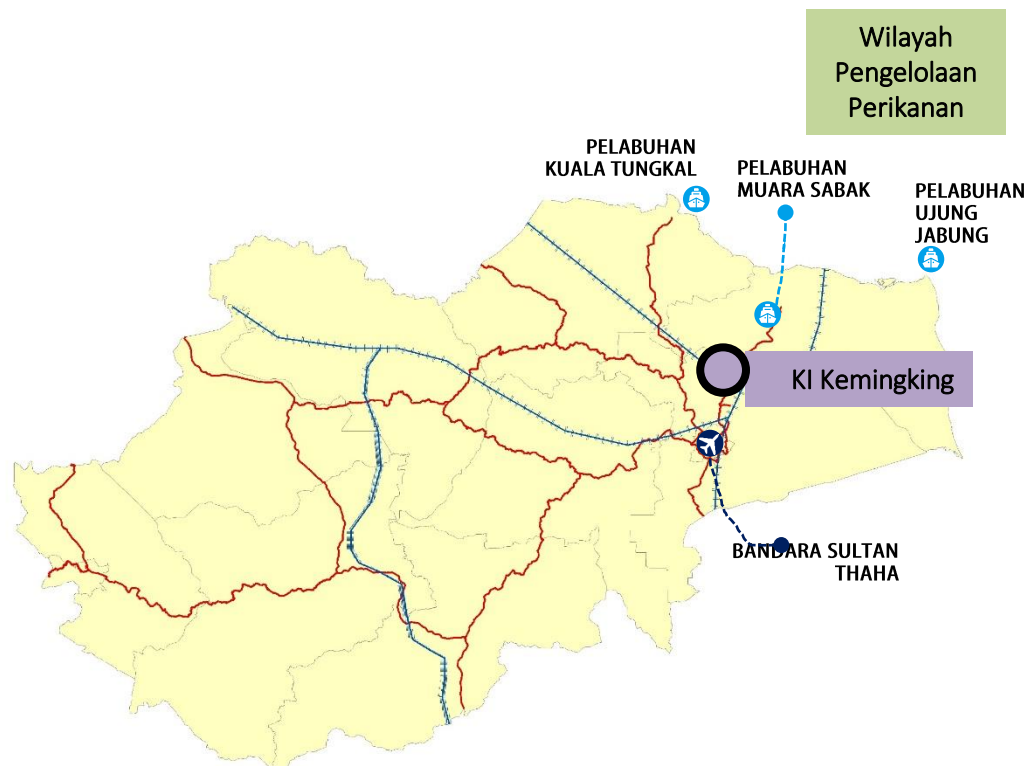 Wilayah
Pengelolaan
Perikanan
PELABUHAN
KUALA TUNGKAL
PELABUHAN
MUARA SABAK
PELABUHAN
UJUNG
JABUNG
KI Kemingking
BANDARA SULTAN
THAHA